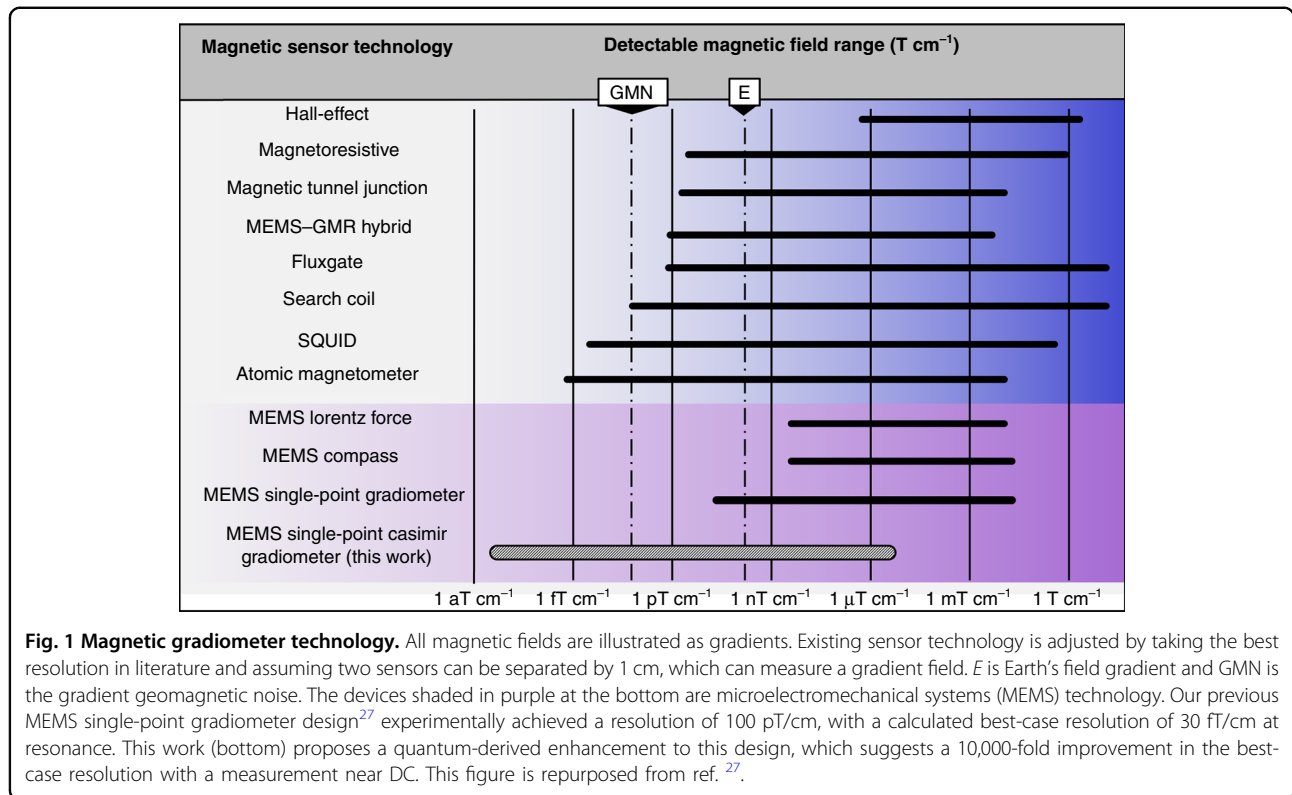 Magnetic sensor technology
Detectable magnetic field range (T cm⁻¹)
GMN
E
Hall-effect
Magnetoresistive
Magnetic tunnel junction
MEMS–GMR hybrid
Fluxgate
Search coil
SQUID
Atomic magnetometer
MEMS lorentz force
MEMS compass
MEMS single-point gradiometer
MEMS single-point casimir
gradiometer (this work)
1 aT cm⁻¹ 1 fT cm⁻¹ 1 pT cm⁻¹ 1 nT cm⁻¹ 1 μT cm⁻¹ 1 mT cm⁻¹ 1 T cm⁻¹
Fig. 1 Magnetic gradiometer technology. All magnetic fields are illustrated as gradients. Existing sensor technology is adjusted by taking the best
resolution in literature and assuming two sensors can be separated by 1 cm, which can measure a gradient field. E is Earth's field gradient and GMN is
the gradient geomagnetic noise. The devices shaded in purple at the bottom are microelectromechanical systems (MEMS) technology. Our previous
MEMS single-point gradiometer design²⁷ experimentally achieved a resolution of 100 pT/cm, with a calculated best-case resolution of 30 fT/cm at
resonance. This work (bottom) proposes a quantum-derived enhancement to this design, which suggests a 10,000-fold improvement in the best-
case resolution with a measurement near DC. This figure is repurposed from ref. ²⁷.